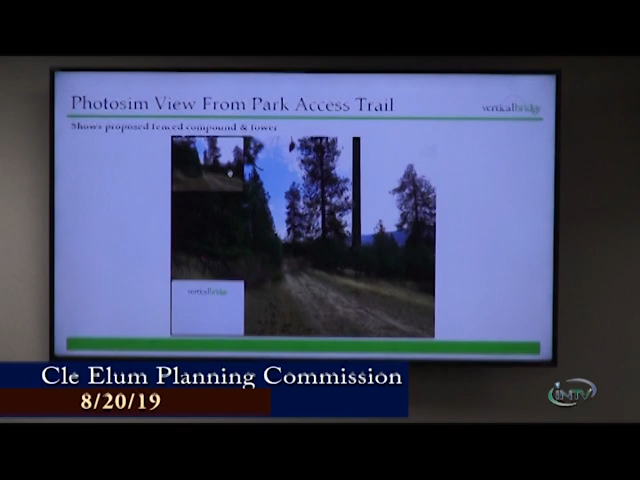 Photosim View From Park Access Trail
verticalbridge
Shows proposed fenced compound & tower
verticalbridge
Cle Elum Planning Commission
8/20/19
iNTV